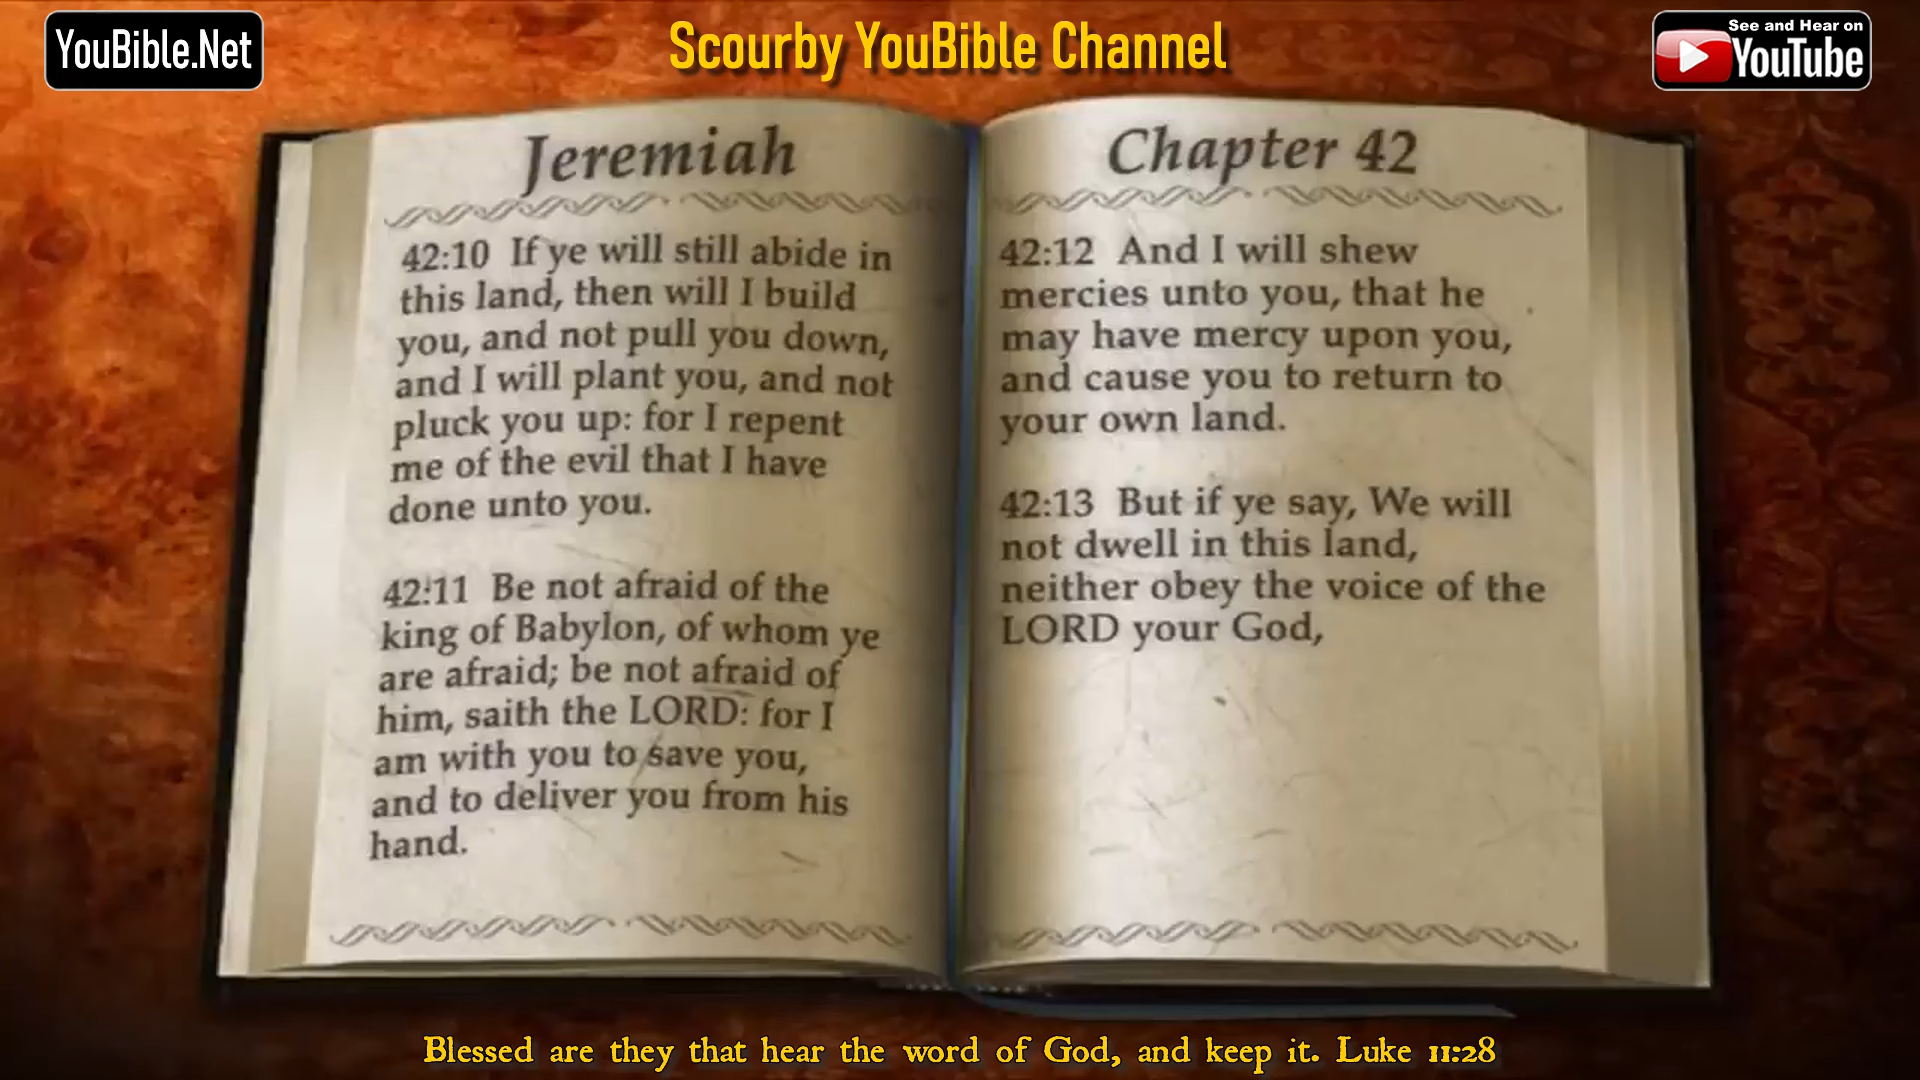 YouBible.Net
Scourby YouBible Channel
See and Hear on
YouTube
Jeremiah
42:10 If ye will still abide in
this land, then will I build
you, and not pull you down,
and I will plant you, and not
pluck you up: for I repent
me of the evil that I have
done unto you.
42:11 Be not afraid of the
king of Babylon, of whom ye
are afraid; be not afraid of
him, saith the LORD: for I
am with you to save you,
and to deliver you from his
hand.
Chapter 42
42:12 And I will shew
mercies unto you, that he
may have mercy upon you,
and cause you to return to
your own land.
42:13 But if ye say, We will
not dwell in this land,
neither obey the voice of the
LORD your God,
Blessed are they that hear the word of God, and keep it. Luke 11:28